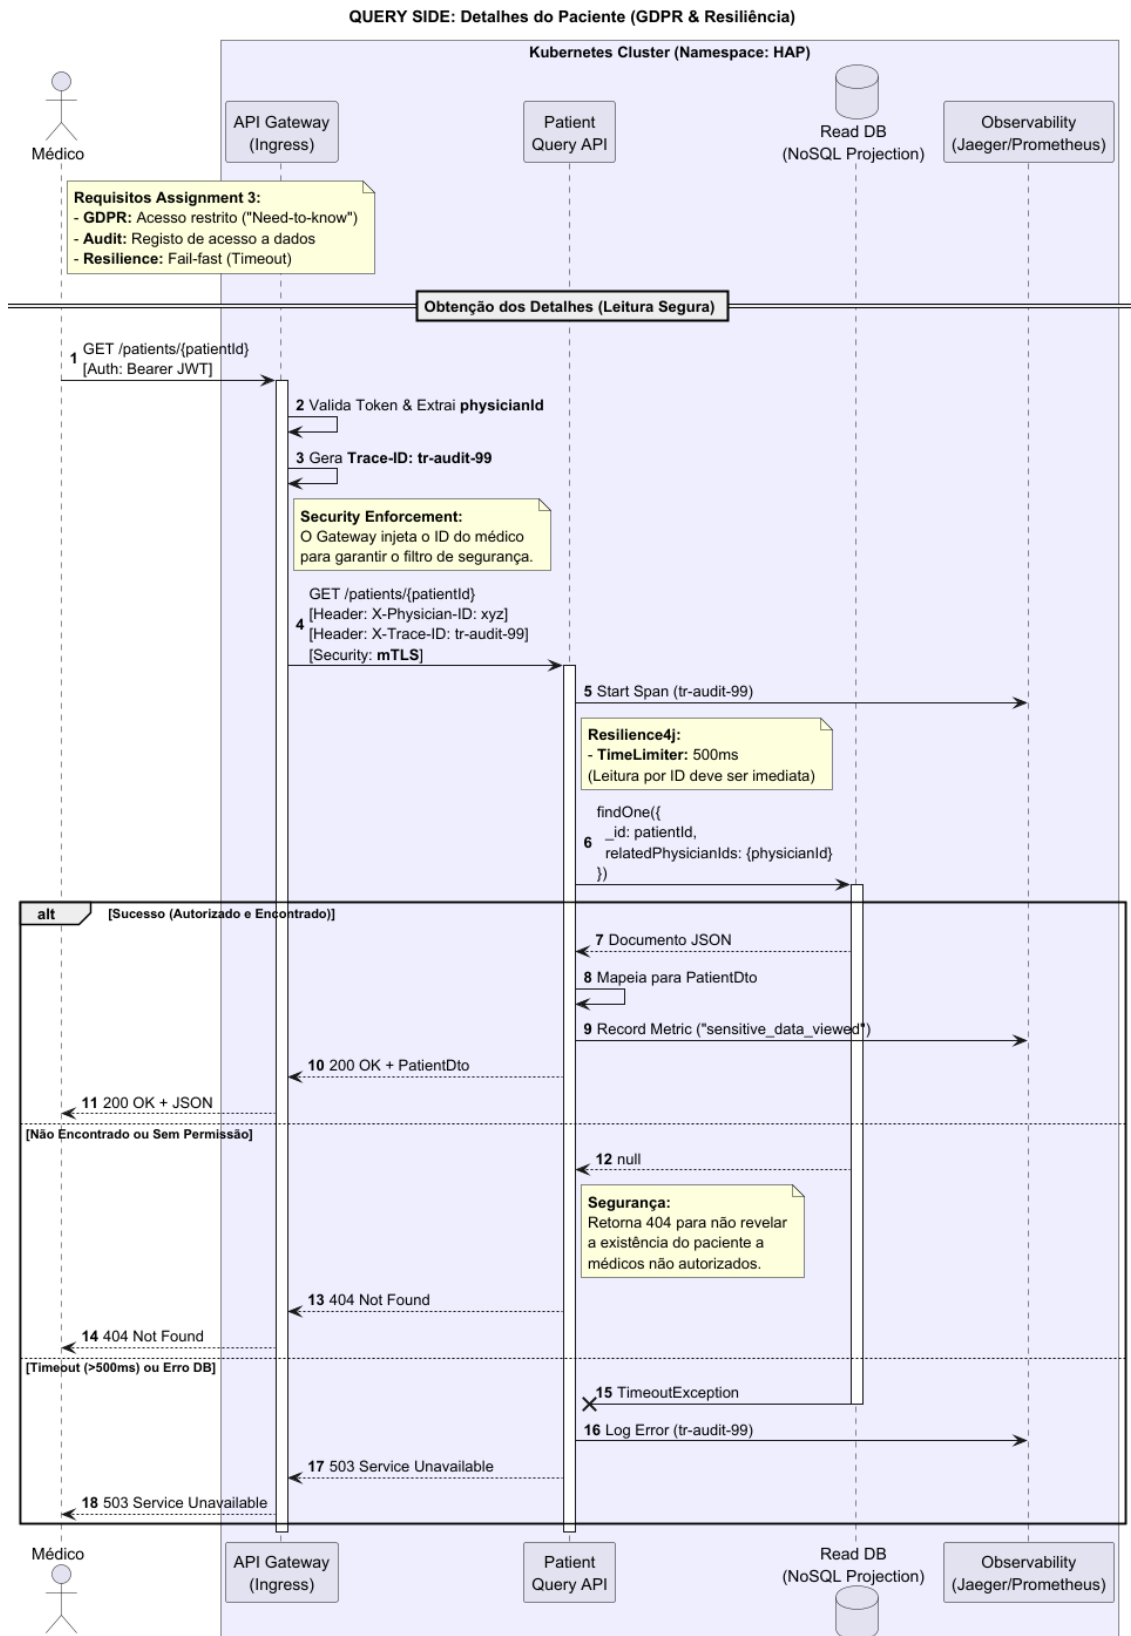 QUERY SIDE: Detalhes do Paciente (GDPR & Resiliência)
Kubernetes Cluster (Namespace: HAP)
Médico
API Gateway
(Ingress)
Patient
Query API
Read DB
(NoSQL Projection)
Observability
(Jaeger/Prometheus)
Requisitos Assignment 3:
- GDPR: Acesso restrito ("Need-to-know")
- Audit: Registo de acesso a dados
- Resilience: Fail-fast (Timeout)
Obtenção dos Detalhes (Leitura Segura)
1 GET /patients/{patientId}
[Auth: Bearer JWT]
2 Valida Token & Extrai physicianId
3 Gera Trace-ID: tr-audit-99
Security Enforcement:
O Gateway injeta o ID do médico
para garantir o filtro de segurança.
GET /patients/{patientId}
[Header: X-Physician-ID: xyz]
4 [Header: X-Trace-ID: tr-audit-99]
[Security: mTLS]
5 Start Span (tr-audit-99)
Resilience4j:
- TimeLimiter: 500ms
(Leitura por ID deve ser imediata)
findOne({
_id: patientId,
6 relatedPhysicianIds: {physicianId}
})
alt [Sucesso (Autorizado e Encontrado)]
7 Documento JSON
8 Mapeia para PatientDto
9 Record Metric ("sensitive_data_viewed")
10 200 OK + PatientDto
11 200 OK + JSON
[Não Encontrado ou Sem Permissão]
12 null
Segurança:
Retorna 404 para não revelar
a existência do paciente a
médicos não autorizados.
13 404 Not Found
14 404 Not Found
[Timeout (>500ms) ou Erro DB]
15 TimeoutException
16 Log Error (tr-audit-99)
17 503 Service Unavailable
18 503 Service Unavailable
Médico
API Gateway
(Ingress)
Patient
Query API
Read DB
(NoSQL Projection)
Observability
(Jaeger/Prometheus)